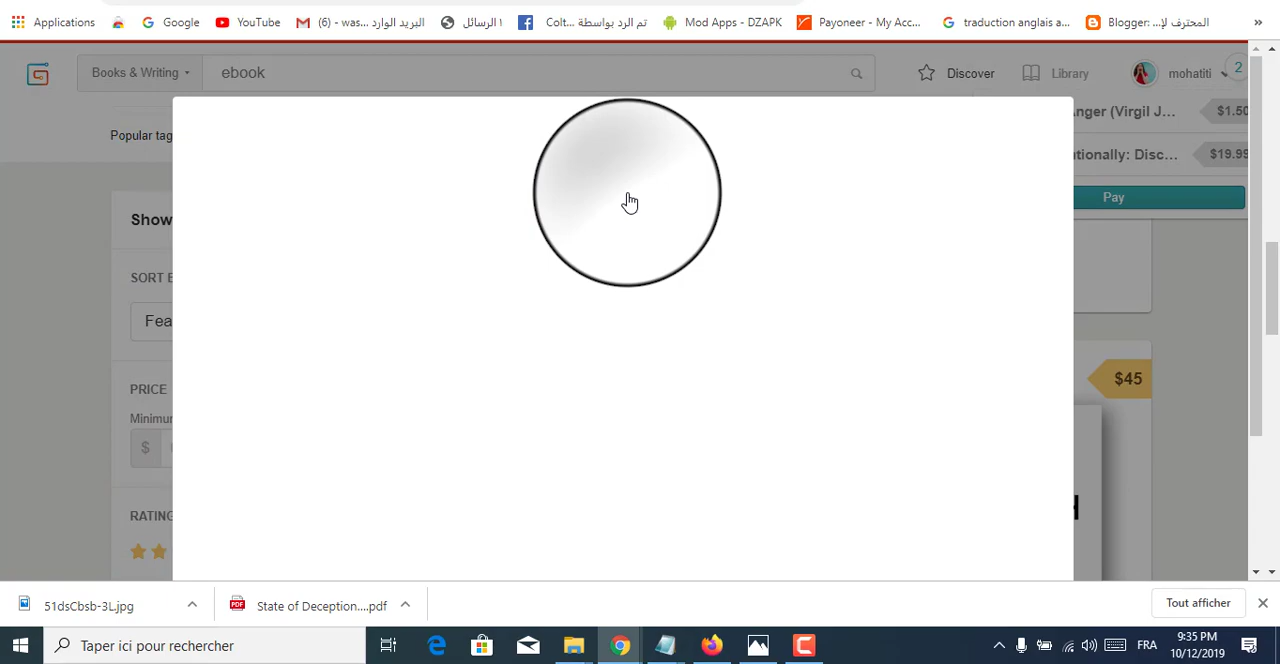 Applications
Google
YouTube
البريد الوارد (6) - was...
الرسائل ١
تم الرد بواسطة Colt...
Mod Apps - DZAPK
Payoneer - My Acc...
traduction anglais a...
المحترف لـإ... :Blogger
»
Books & Writing
ebook
Discover
Library
mohatiti
2
nger (Virgil J...
$1.50
Popular tag
tionally: Disc...
$19.99
Pay
Show
SORT
Fea
$45
PRICE
Minimu
$
RATING
51dsCbsb-3L.jpg
State of Deception....pdf
Tout afficher
Taper ici pour rechercher
FRA
9:35 PM
10/12/2019